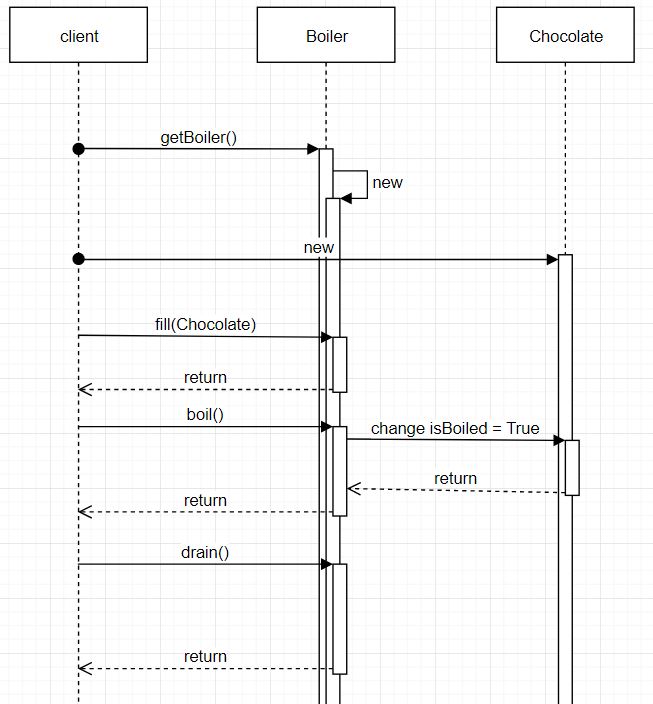 client
Boiler
Chocolate
getBoiler()
new
new
fill(Chocolate)
return
boil()
change isBoiled = True
return
return
drain()
return